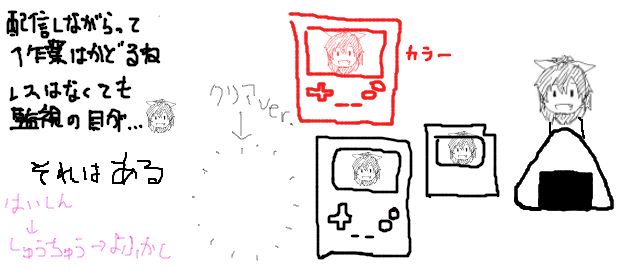 配信しながらって
作業はかどるね
レスはなくても
監視の目が…
それは ある
はいしん
↓
しゅうちゅう→よふかし
クリアver.
↓
カラー